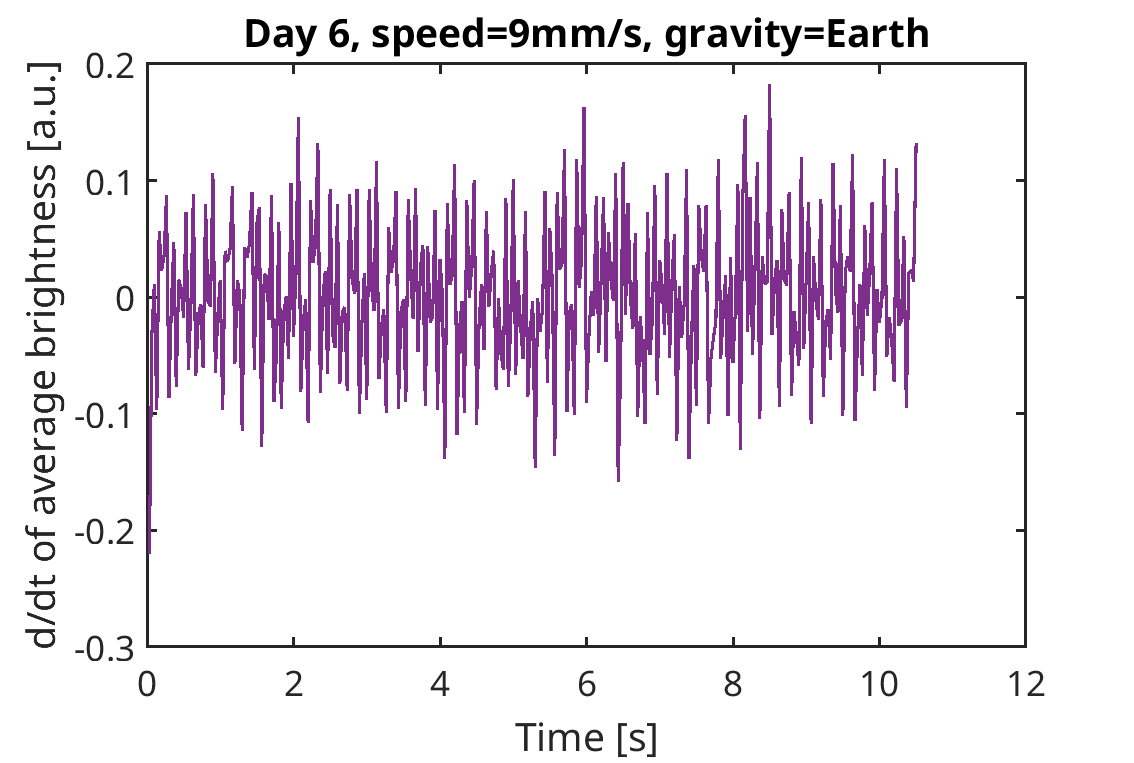 Day 6, speed=9mm/s, gravity=Earth
d/dt of average brightness [a.u.]
0.2
0.1
0
-0.1
-0.2
-0.3
0 2 4 6 8 10 12
Time [s]